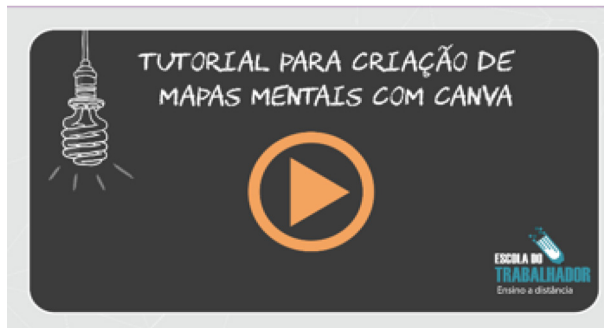 TUTORIAL PARA CRIAÇÃO DE
MAPAS MENTAIS COM CANVA
ESCOLA DO
TRABALHADOR
Ensino a distância